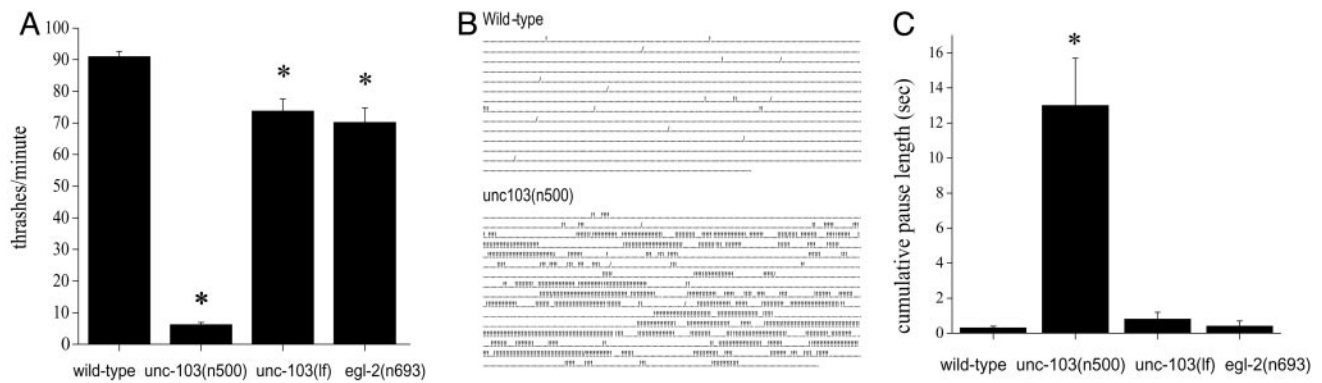 A
100
90
80
70
60
50
40
30
20
10
0
thrashes/minute
*
*
*
wild-type unc-103(n500) unc-103(lf) egl-2(n693)
B
Wild-type
unc103(n500)
C
16
14
12
10
8
6
4
2
0
cumulative pause length (sec)
*
wild-type unc-103(n500) unc-103(lf) egl-2(n693)